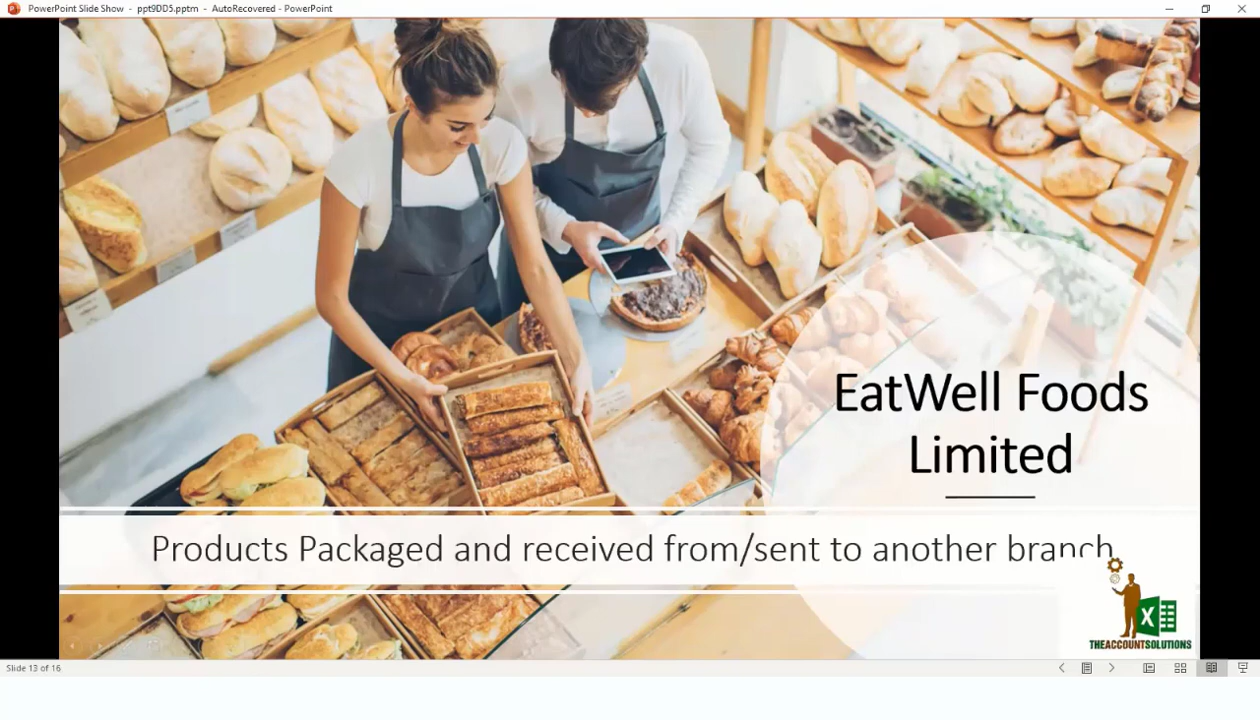 PowerPoint Slide Show - ppt9DD5.pptm - AutoRecovered - PowerPoint
EatWell Foods
Limited
Products Packaged and received from/sent to another branch
X
THEACCOUNTSOLUTIONS
Slide 13 of 16